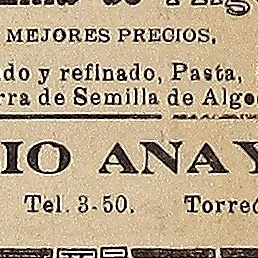 MEJORES PRECIOS,
do y refinado, Pasta,
rra de Semilla de Algo
IO ANAY
Tel. 3-50. Torre